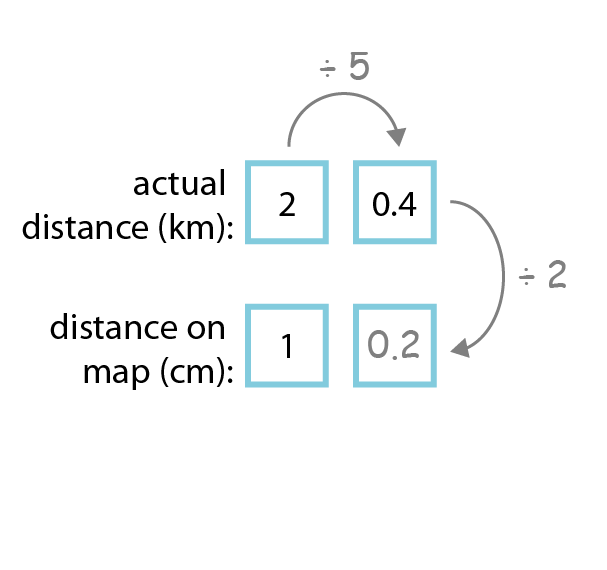 ÷ 5
actual
distance (km):
2 0.4
÷ 2
distance on
map (cm):
1 0.2